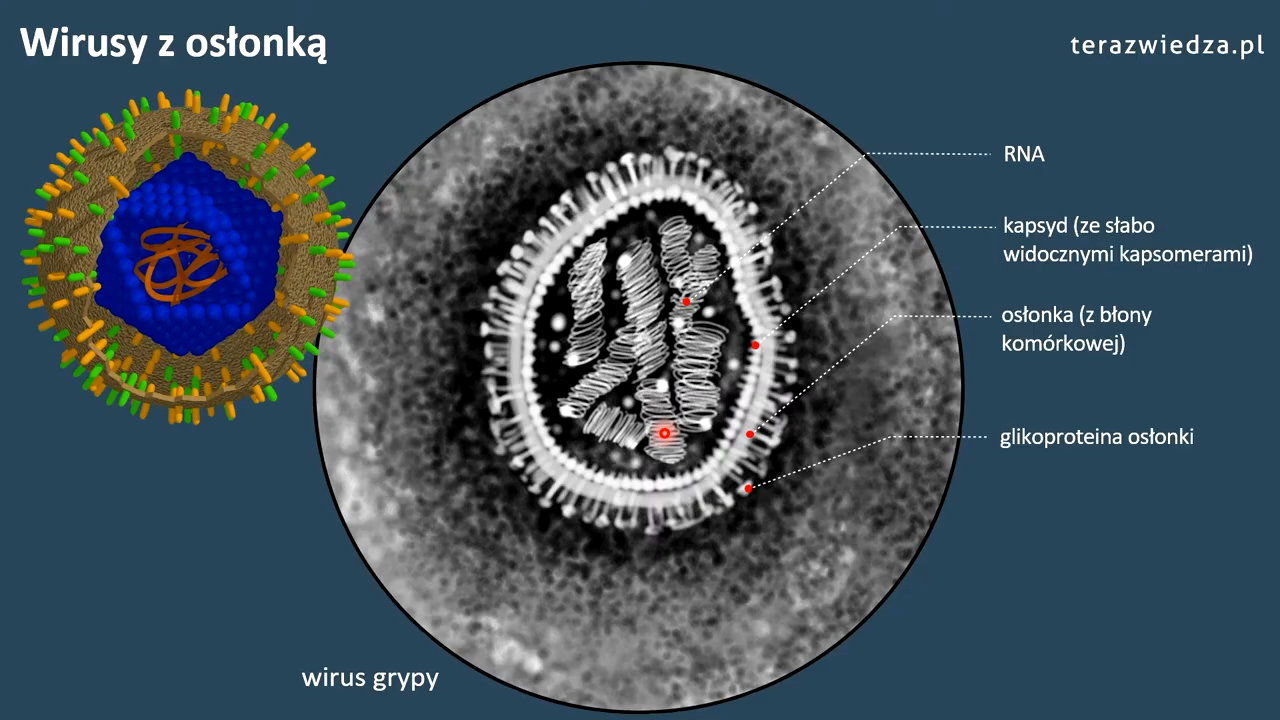 Wirusy z osłonką
terazwiedza.pl
RNA
kapsyd (ze słabo
widocznymi kapsomerami)
osłonka (z błony
komórkowej)
glikoproteina osłonki
wirus grypy